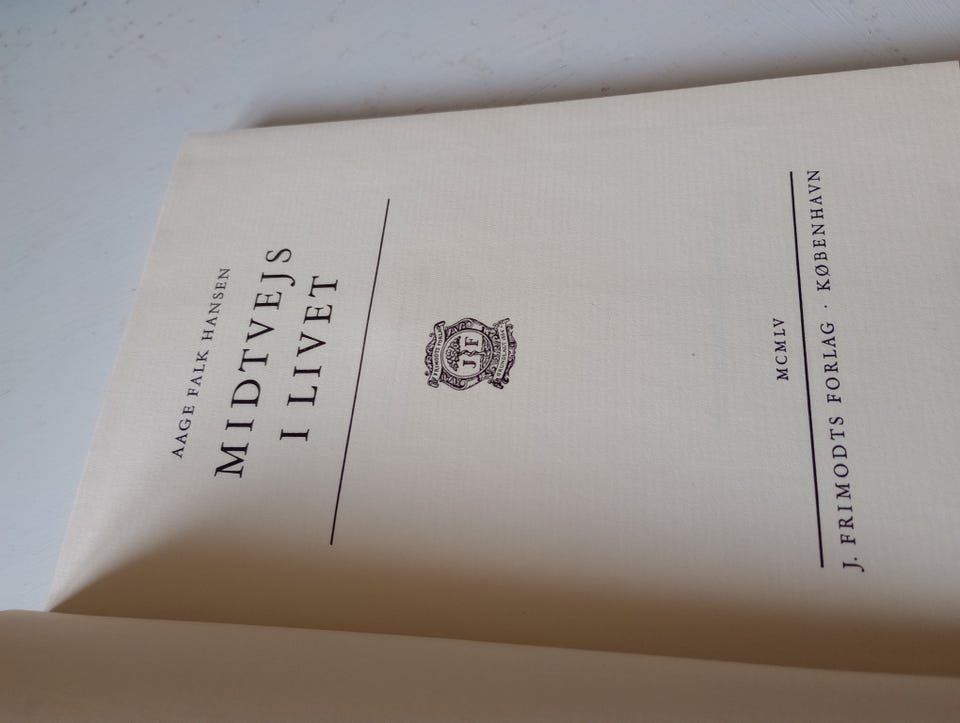 AAGE FALK HANSEN
MIDTVEJS
I LIVET
J F
MCMLV
J. FRIMODTS FORLAG · KØBENHAVN